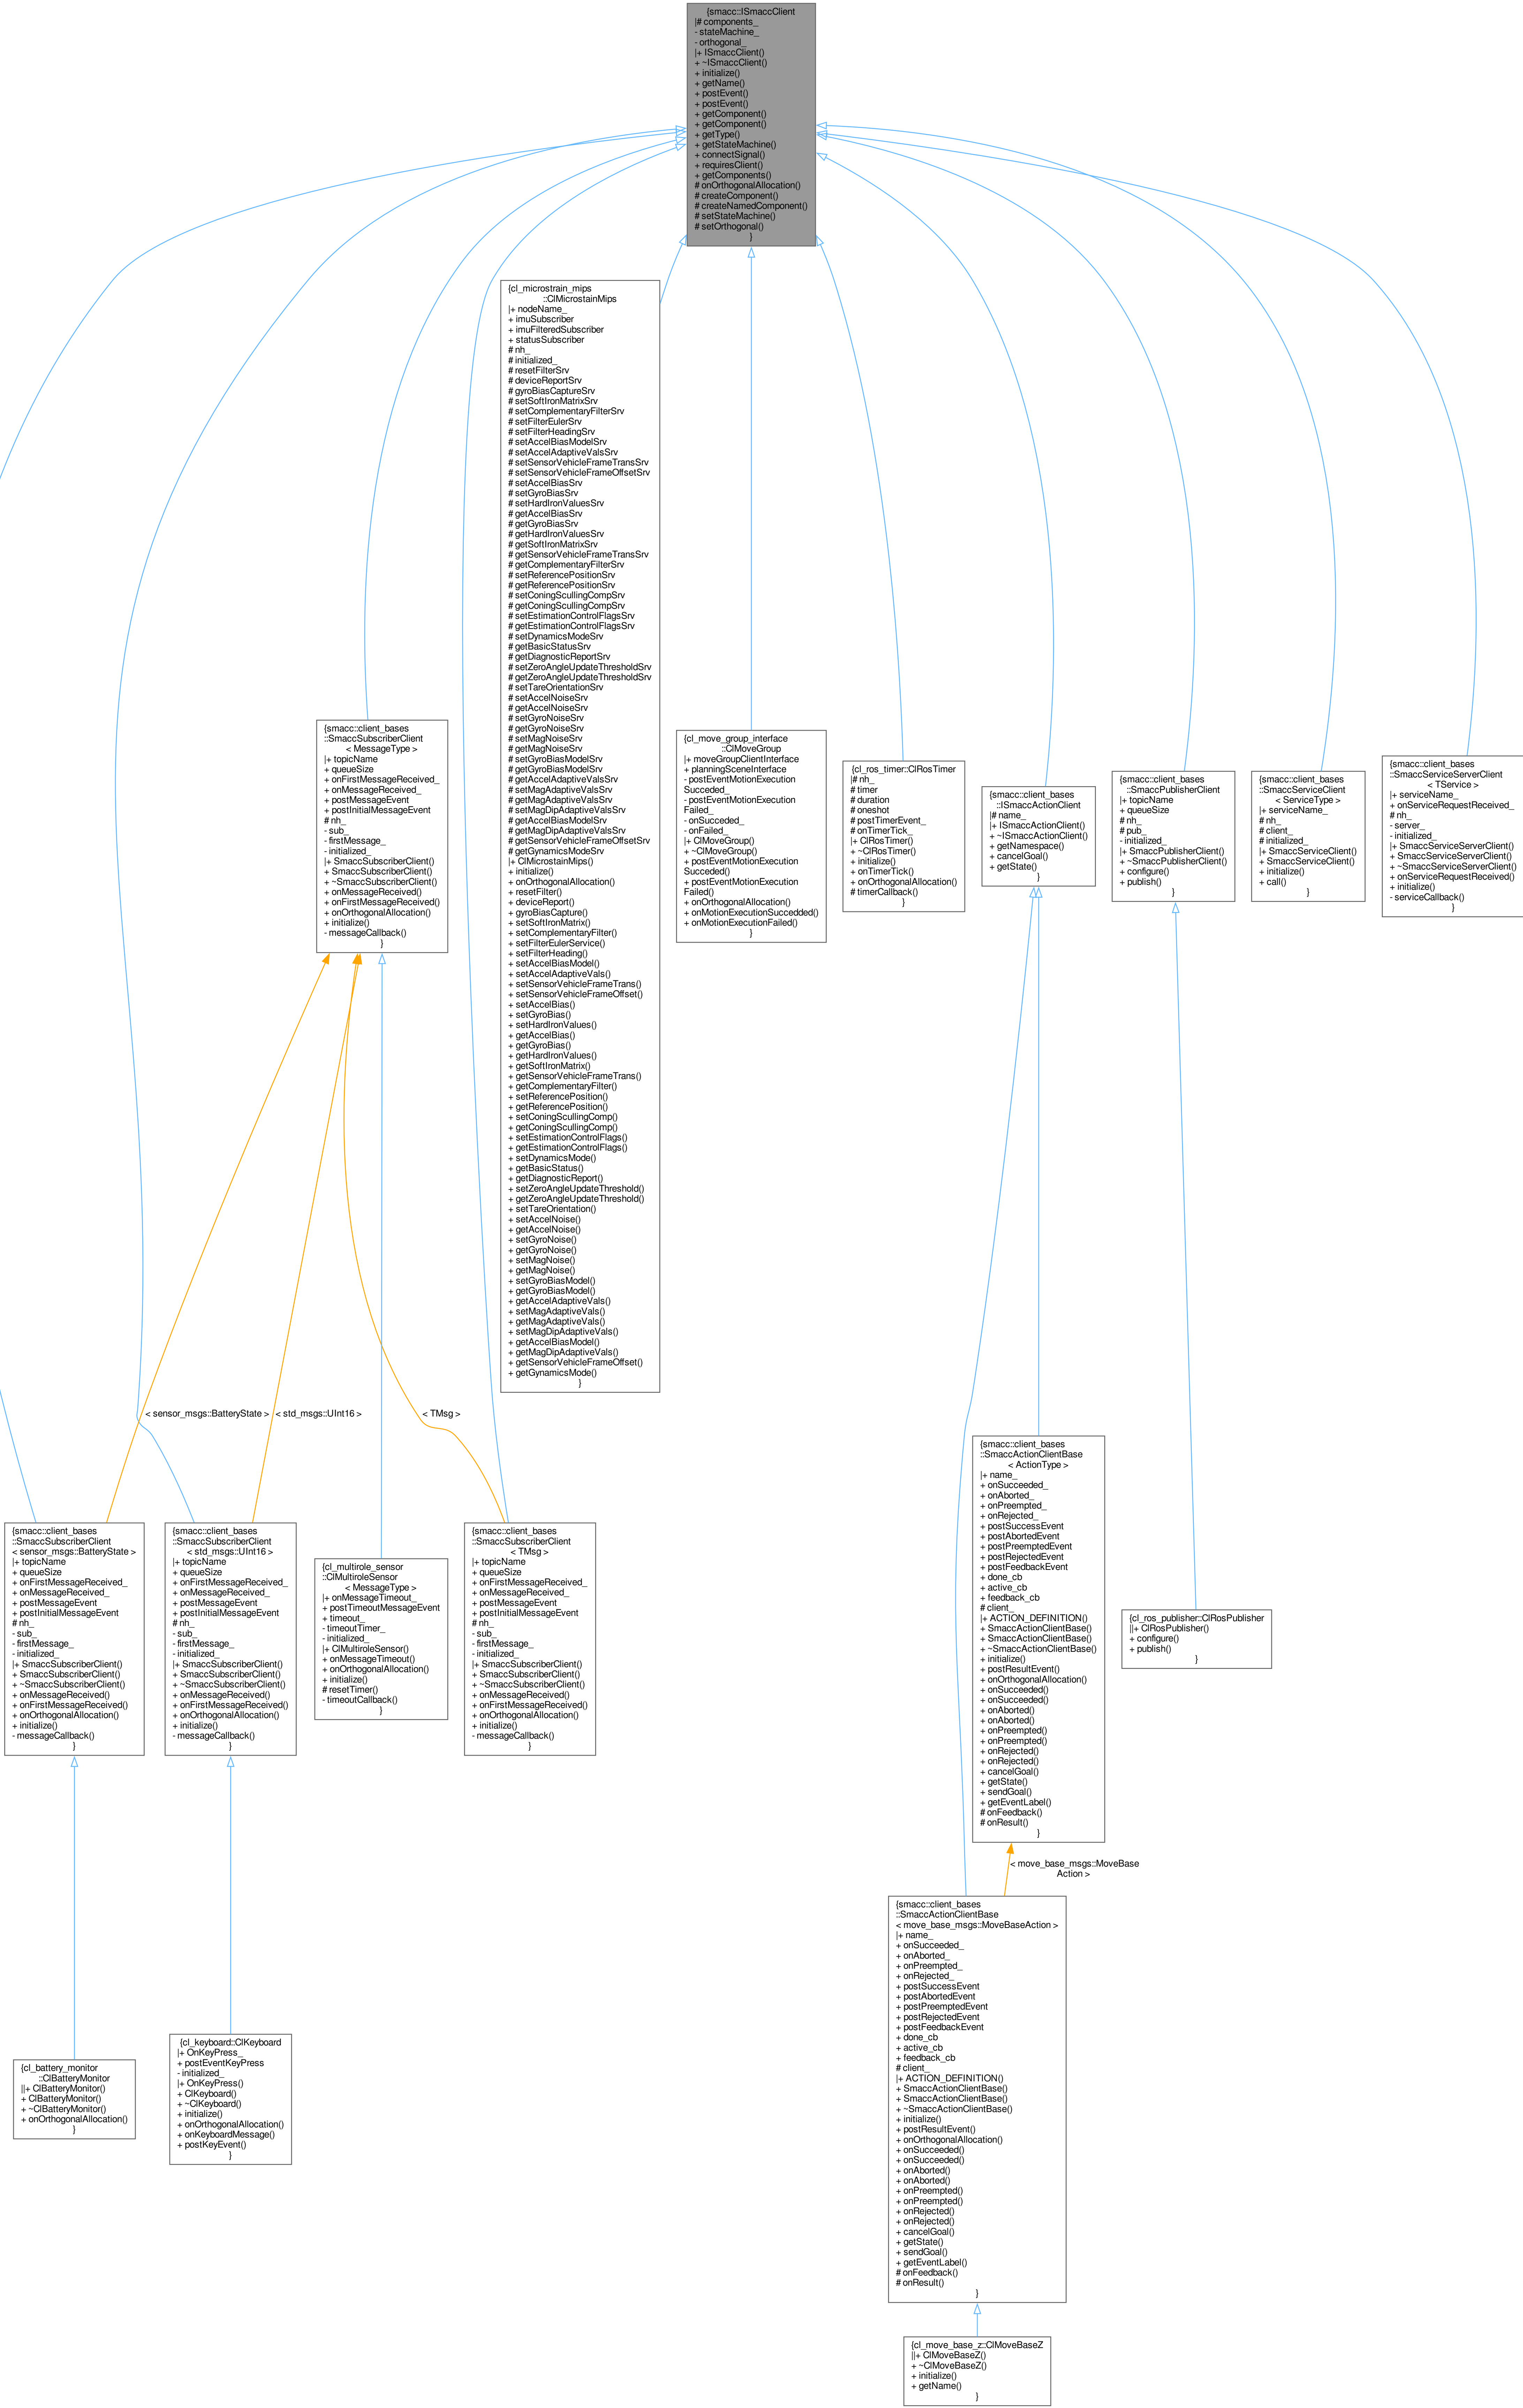 {smacc::ISmaccClient
|# components_
- stateMachine_
- orthogonal_
|+ ISmaccClient()
+ ~ISmaccClient()
+ initialize()
+ getName()
+ postEvent()
+ postEvent()
+ getComponent()
+ getComponent()
+ getType()
+ getStateMachine()
+ connectSignal()
+ requiresClient()
+ getComponents()
# onOrthogonalAllocation()
# createComponent()
# createNamedComponent()
# setStateMachine()
# setOrthogonal()
}
{cl_microstrain_mips
::ClMicrostainMips
|+ nodeName_
+ imuSubscriber
+ imuFilteredSubscriber
+ statusSubscriber
# nh_
# initialized_
# resetFilterSrv
# deviceReportSrv
# gyroBiasCaptureSrv
# setSoftIronMatrixSrv
# setComplementaryFilterSrv
# setFilterEulerSrv
# setFilterHeadingSrv
# setAccelBiasModelSrv
# setAccelAdaptiveValsSrv
# setSensorVehicleFrameTransSrv
# setSensorVehicleFrameOffsetSrv
# setAccelBiasSrv
# setGyroBiasSrv
# setHardIronValuesSrv
# getAccelBiasSrv
# getGyroBiasSrv
# getHardIronValuesSrv
# getSoftIronMatrixSrv
# getSensorVehicleFrameTransSrv
# getComplementaryFilterSrv
# setReferencePositionSrv
# getReferencePositionSrv
# setConingScullingCompSrv
# getConingScullingCompSrv
# setEstimationControlFlagsSrv
# getEstimationControlFlagsSrv
# setDynamicsModeSrv
# getBasicStatusSrv
# getDiagnosticReportSrv
# setZeroAngleUpdateThresholdSrv
# getZeroAngleUpdateThresholdSrv
# setTareOrientationSrv
# setAccelNoiseSrv
# getAccelNoiseSrv
# setGyroNoiseSrv
# getGyroNoiseSrv
# setMagNoiseSrv
# getMagNoiseSrv
# setGyroBiasModelSrv
# getGyroBiasModelSrv
# getAccelAdaptiveValsSrv
# setMagAdaptiveValsSrv
# getMagAdaptiveValsSrv
# setMagDipAdaptiveValsSrv
# getAccelBiasModelSrv
# getMagDipAdaptiveValsSrv
# getSensorVehicleFrameOffsetSrv
# getGynamicsModeSrv
|+ ClMicrostainMips()
+ initialize()
+ onOrthogonalAllocation()
+ resetFilter()
+ deviceReport()
+ gyroBiasCapture()
+ setSoftIronMatrix()
+ setComplementaryFilter()
+ setFilterEulerService()
+ setFilterHeading()
+ setAccelBiasModel()
+ setAccelAdaptiveVals()
+ setSensorVehicleFrameTrans()
+ setSensorVehicleFrameOffset()
+ setAccelBias()
+ setGyroBias()
+ setHardIronValues()
+ getAccelBias()
+ getGyroBias()
+ getHardIronValues()
+ getSoftIronMatrix()
+ getSensorVehicleFrameTrans()
+ getComplementaryFilter()
+ setReferencePosition()
+ getReferencePosition()
+ setConingScullingComp()
+ getConingScullingComp()
+ setEstimationControlFlags()
+ getEstimationControlFlags()
+ setDynamicsMode()
+ getBasicStatus()
+ getDiagnosticReport()
+ setZeroAngleUpdateThreshold()
+ getZeroAngleUpdateThreshold()
+ setTareOrientation()
+ setAccelNoise()
+ getAccelNoise()
+ setGyroNoise()
+ getGyroNoise()
+ setMagNoise()
+ getMagNoise()
+ setGyroBiasModel()
+ getGyroBiasModel()
+ getAccelAdaptiveVals()
+ setMagAdaptiveVals()
+ getMagAdaptiveVals()
+ setMagDipAdaptiveVals()
+ getAccelBiasModel()
+ getMagDipAdaptiveVals()
+ getSensorVehicleFrameOffset()
+ getGynamicsMode()
}
{smacc::client_bases
::SmaccSubscriberClient
< MessageType >
|+ topicName
+ queueSize
+ onFirstMessageReceived_
+ onMessageReceived_
+ postMessageEvent
+ postInitialMessageEvent
# nh_
- sub_
- firstMessage_
- initialized_
|+ SmaccSubscriberClient()
+ SmaccSubscriberClient()
+ ~SmaccSubscriberClient()
+ onMessageReceived()
+ onFirstMessageReceived()
+ onOrthogonalAllocation()
+ initialize()
- messageCallback()
}
{cl_move_group_interface
::ClMoveGroup
|+ moveGroupClientInterface
+ planningSceneInterface
- postEventMotionExecution
Succeded_
- postEventMotionExecution
Failed_
- onSucceded_
- onFailed_
|+ ClMoveGroup()
+ ~ClMoveGroup()
+ postEventMotionExecution
Succeded()
+ postEventMotionExecution
Failed()
+ onOrthogonalAllocation()
+ onMotionExecutionSuccedded()
+ onMotionExecutionFailed()
}
{cl_ros_timer::ClRosTimer
|# nh_
# timer
# duration
# oneshot
# postTimerEvent_
# onTimerTick_
|+ ClRosTimer()
+ ~ClRosTimer()
+ initialize()
+ onTimerTick()
+ onOrthogonalAllocation()
# timerCallback()
}
{smacc::client_bases
::ISmaccActionClient
|# name_
|+ ISmaccActionClient()
+ ~ISmaccActionClient()
+ getNamespace()
+ cancelGoal()
+ getState()
}
{smacc::client_bases
::SmaccPublisherClient
|+ topicName
+ queueSize
# nh_
# pub_
- initialized_
|+ SmaccPublisherClient()
+ ~SmaccPublisherClient()
+ configure()
+ publish()
}
{smacc::client_bases
::SmaccServiceClient
< ServiceType >
|+ serviceName_
# nh_
# client_
# initialized_
|+ SmaccServiceClient()
+ SmaccServiceClient()
+ initialize()
+ call()
}
{smacc::client_bases
::SmaccServiceServerClient
< TService >
|+ serviceName_
+ onServiceRequestReceived_
# nh_
- server_
- initialized_
|+ SmaccServiceServerClient()
+ SmaccServiceServerClient()
+ ~SmaccServiceServerClient()
+ onServiceRequestReceived()
+ initialize()
- serviceCallback()
}
< sensor_msgs::BatteryState >
< std_msgs::UInt16 >
< TMsg >
{smacc::client_bases
::SmaccSubscriberClient
< sensor_msgs::BatteryState >
|+ topicName
+ queueSize
+ onFirstMessageReceived_
+ onMessageReceived_
+ postMessageEvent
+ postInitialMessageEvent
# nh_
- sub_
- firstMessage_
- initialized_
|+ SmaccSubscriberClient()
+ SmaccSubscriberClient()
+ ~SmaccSubscriberClient()
+ onMessageReceived()
+ onFirstMessageReceived()
+ onOrthogonalAllocation()
+ initialize()
- messageCallback()
}
{smacc::client_bases
::SmaccSubscriberClient
< std_msgs::UInt16 >
|+ topicName
+ queueSize
+ onFirstMessageReceived_
+ onMessageReceived_
+ postMessageEvent
+ postInitialMessageEvent
# nh_
- sub_
- firstMessage_
- initialized_
|+ SmaccSubscriberClient()
+ SmaccSubscriberClient()
+ ~SmaccSubscriberClient()
+ onMessageReceived()
+ onFirstMessageReceived()
+ onOrthogonalAllocation()
+ initialize()
- messageCallback()
}
{cl_multirole_sensor
::ClMultiroleSensor
< MessageType >
|+ onMessageTimeout_
+ postTimeoutMessageEvent
+ timeout_
- timeoutTimer_
- initialized_
|+ ClMultiroleSensor()
+ onMessageTimeout()
+ onOrthogonalAllocation()
+ initialize()
# resetTimer()
- timeoutCallback()
}
{smacc::client_bases
::SmaccSubscriberClient
< TMsg >
|+ topicName
+ queueSize
+ onFirstMessageReceived_
+ onMessageReceived_
+ postMessageEvent
+ postInitialMessageEvent
# nh_
- sub_
- firstMessage_
- initialized_
|+ SmaccSubscriberClient()
+ SmaccSubscriberClient()
+ ~SmaccSubscriberClient()
+ onMessageReceived()
+ onFirstMessageReceived()
+ onOrthogonalAllocation()
+ initialize()
- messageCallback()
}
{smacc::client_bases
::SmaccActionClientBase
< ActionType >
|+ name_
+ onSucceeded_
+ onAborted_
+ onPreempted_
+ onRejected_
+ postSuccessEvent
+ postAbortedEvent
+ postPreemptedEvent
+ postRejectedEvent
+ postFeedbackEvent
+ done_cb
+ active_cb
+ feedback_cb
# client_
|+ ACTION_DEFINITION()
+ SmaccActionClientBase()
+ SmaccActionClientBase()
+ ~SmaccActionClientBase()
+ initialize()
+ postResultEvent()
+ onOrthogonalAllocation()
+ onSucceeded()
+ onSucceeded()
+ onAborted()
+ onAborted()
+ onPreempted()
+ onPreempted()
+ onRejected()
+ onRejected()
+ cancelGoal()
+ getState()
+ sendGoal()
+ getEventLabel()
# onFeedback()
# onResult()
}
{cl_ros_publisher::ClRosPublisher
||+ ClRosPublisher()
+ configure()
+ publish()
}
< move_base_msgs::MoveBase
Action >
{smacc::client_bases
::SmaccActionClientBase
< move_base_msgs::MoveBaseAction >
|+ name_
+ onSucceeded_
+ onAborted_
+ onPreempted_
+ onRejected_
+ postSuccessEvent
+ postAbortedEvent
+ postPreemptedEvent
+ postRejectedEvent
+ postFeedbackEvent
+ done_cb
+ active_cb
+ feedback_cb
# client_
|+ ACTION_DEFINITION()
+ SmaccActionClientBase()
+ SmaccActionClientBase()
+ ~SmaccActionClientBase()
+ initialize()
+ postResultEvent()
+ onOrthogonalAllocation()
+ onSucceeded()
+ onSucceeded()
+ onAborted()
+ onAborted()
+ onPreempted()
+ onPreempted()
+ onRejected()
+ onRejected()
+ cancelGoal()
+ getState()
+ sendGoal()
+ getEventLabel()
# onFeedback()
# onResult()
}
{cl_battery_monitor
::ClBatteryMonitor
||+ ClBatteryMonitor()
+ ClBatteryMonitor()
+ ~ClBatteryMonitor()
+ onOrthogonalAllocation()
}
{cl_keyboard::ClKeyboard
|+ OnKeyPress_
+ postEventKeyPress
- initialized_
|+ OnKeyPress()
+ ClKeyboard()
+ ~ClKeyboard()
+ initialize()
+ onOrthogonalAllocation()
+ onKeyboardMessage()
+ postKeyEvent()
}
{cl_move_base_z::ClMoveBaseZ
||+ ClMoveBaseZ()
+ ~ClMoveBaseZ()
+ initialize()
+ getName()
}